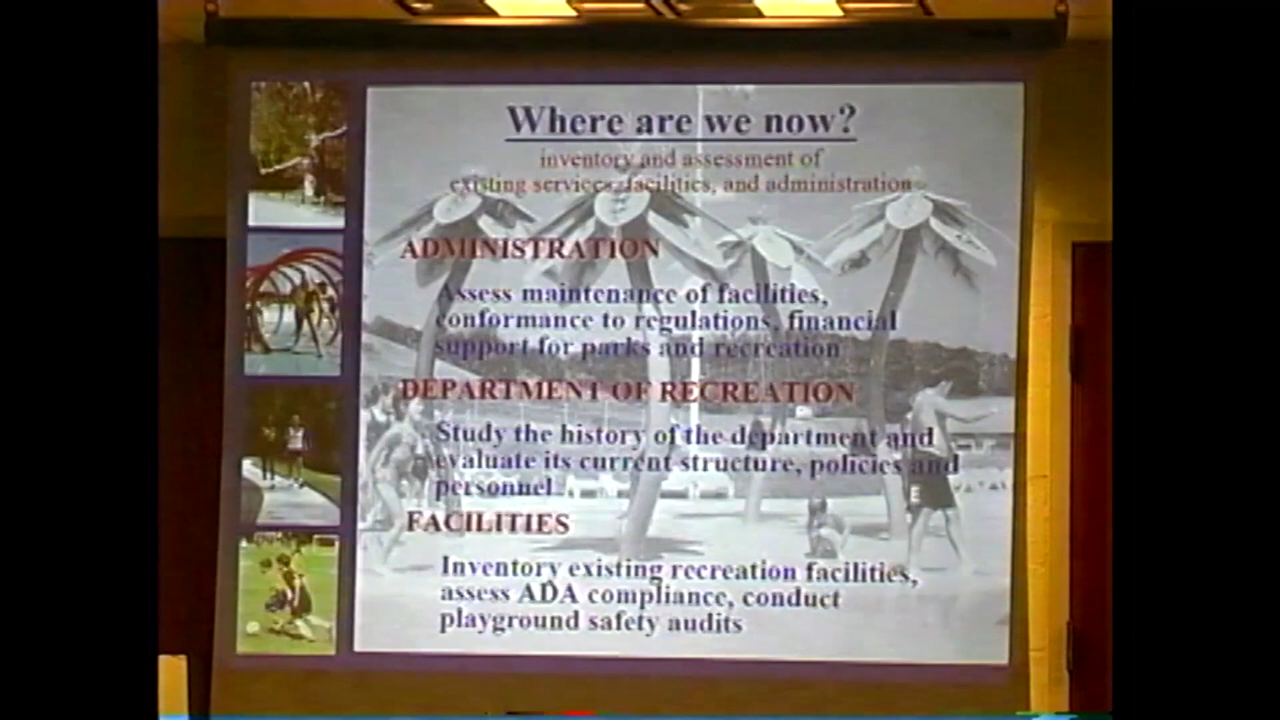 Where are we now?
inventory and assessment of
existing services, facilities, and administration
ADMINISTRATION
Assess maintenance of facilities,
conformance to regulations, financial
support for parks and recreation
DEPARTMENT OF RECREATION
Study the history of the department and
evaluate its current structure, policies and
personnel.
FACILITIES
Inventory existing recreation facilities,
assess ADA compliance, conduct
playground safety audits